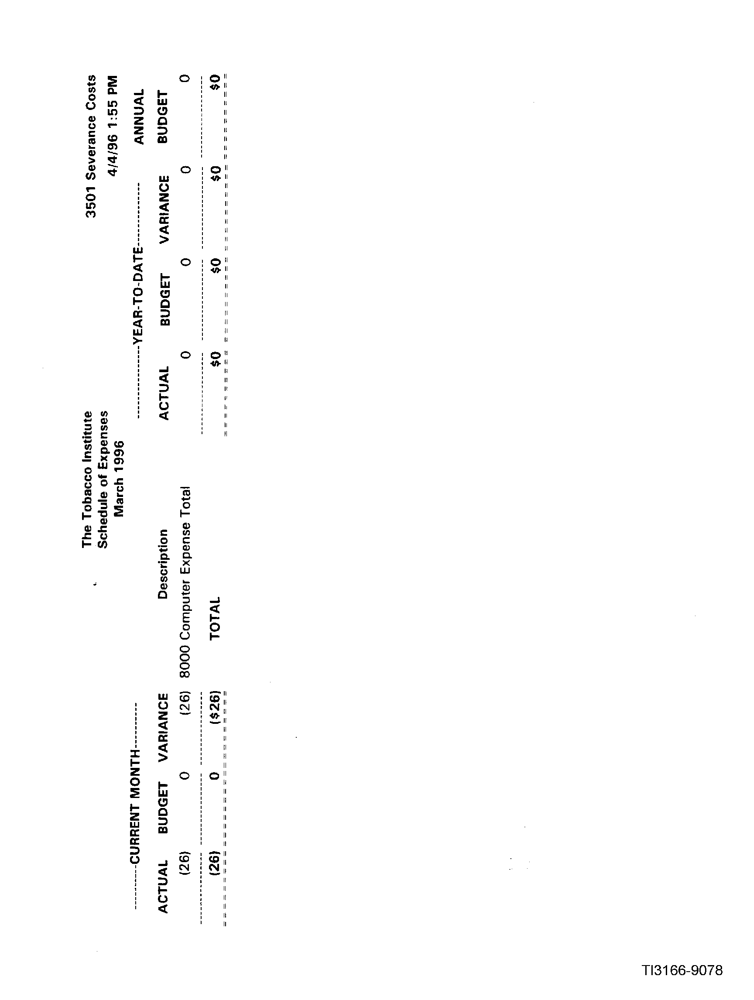 The Tobacco Institute 3501 Severance Costs
Schedule of Expenses 4/4/96 1:55 PM
March 1996
----------CURRENT MONTH---------- ----------------YEAR-TO-DATE--------------- ANNUAL
ACTUAL BUDGET VARIANCE Description ACTUAL BUDGET VARIANCE BUDGET
(26) 0 (26) 8000 Computer Expense Total 0 0 0 0
(26) 0 ($26) TOTAL $0 $0 $0 $0
TI3166-9078